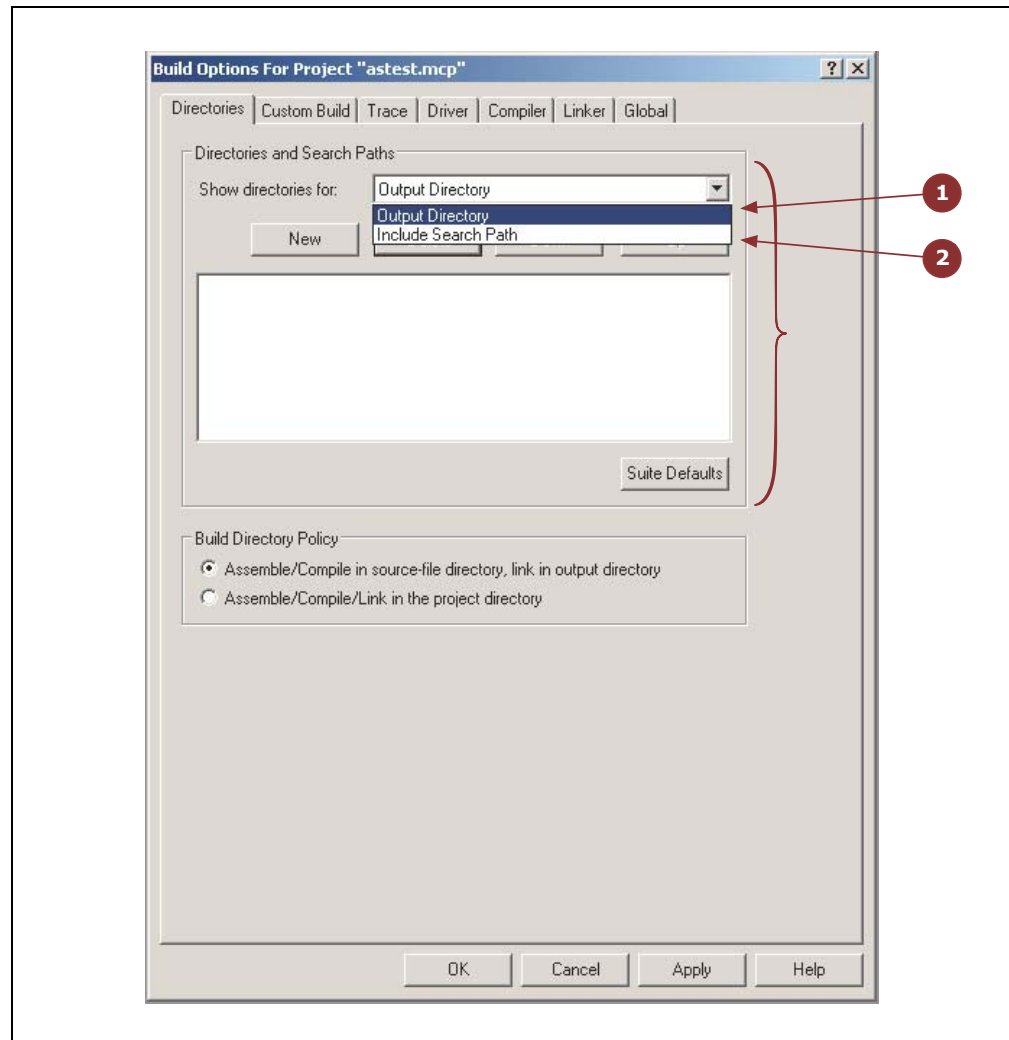 Build Options For Project "astest.mcp"
Directories Custom Build Trace Driver Compiler Linker Global
Directories and Search Paths
Show directories for: Output Directory
Output Directory
Include Search Path
New
1
2
Suite Defaults
Build Directory Policy
Assemble/Compile in source-file directory, link in output directory
Assemble/Compile/Link in the project directory
OK Cancel Apply Help